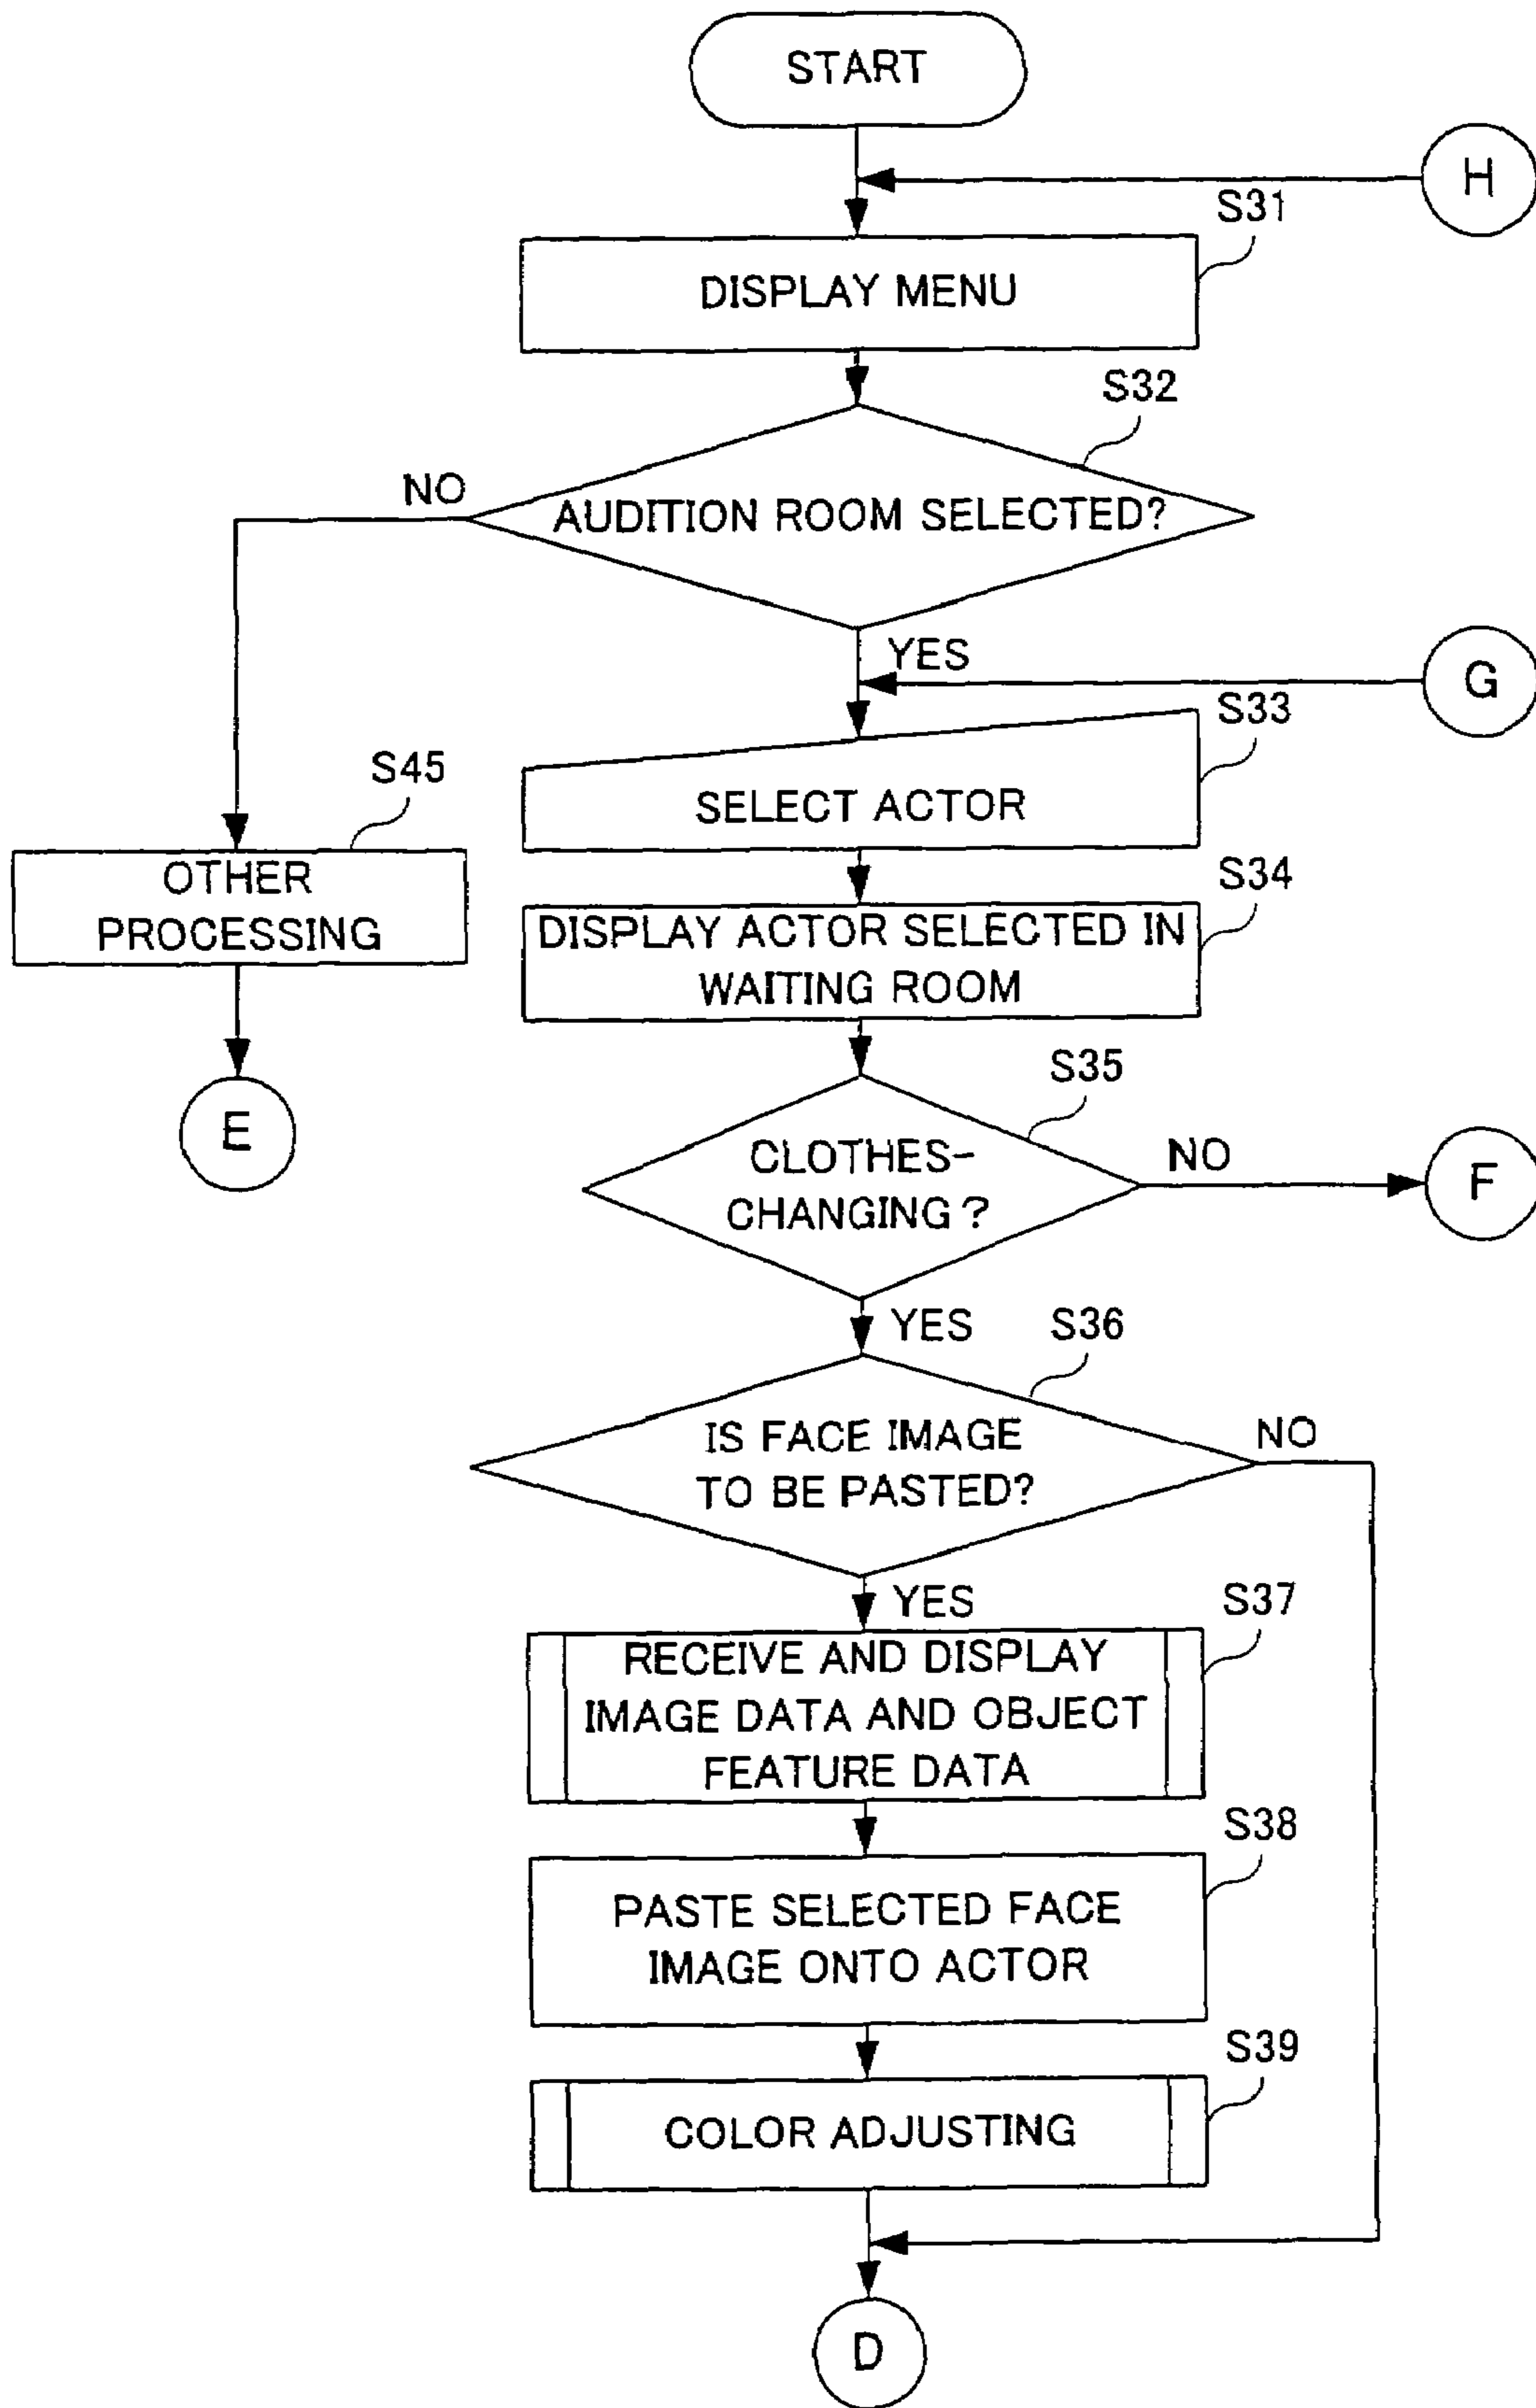 START
H
S31
DISPLAY MENU
S32
NO
AUDITION ROOM SELECTED?
YES
G
S33
SELECT ACTOR
S45
OTHER
PROCESSING
S34
DISPLAY ACTOR SELECTED IN
WAITING ROOM
E
S35
CLOTHES-
CHANGING?
NO
F
YES
S36
IS FACE IMAGE
TO BE PASTED?
NO
YES
S37
RECEIVE AND DISPLAY
IMAGE DATA AND OBJECT
FEATURE DATA
S38
PASTE SELECTED FACE
IMAGE ONTO ACTOR
S39
COLOR ADJUSTING
D